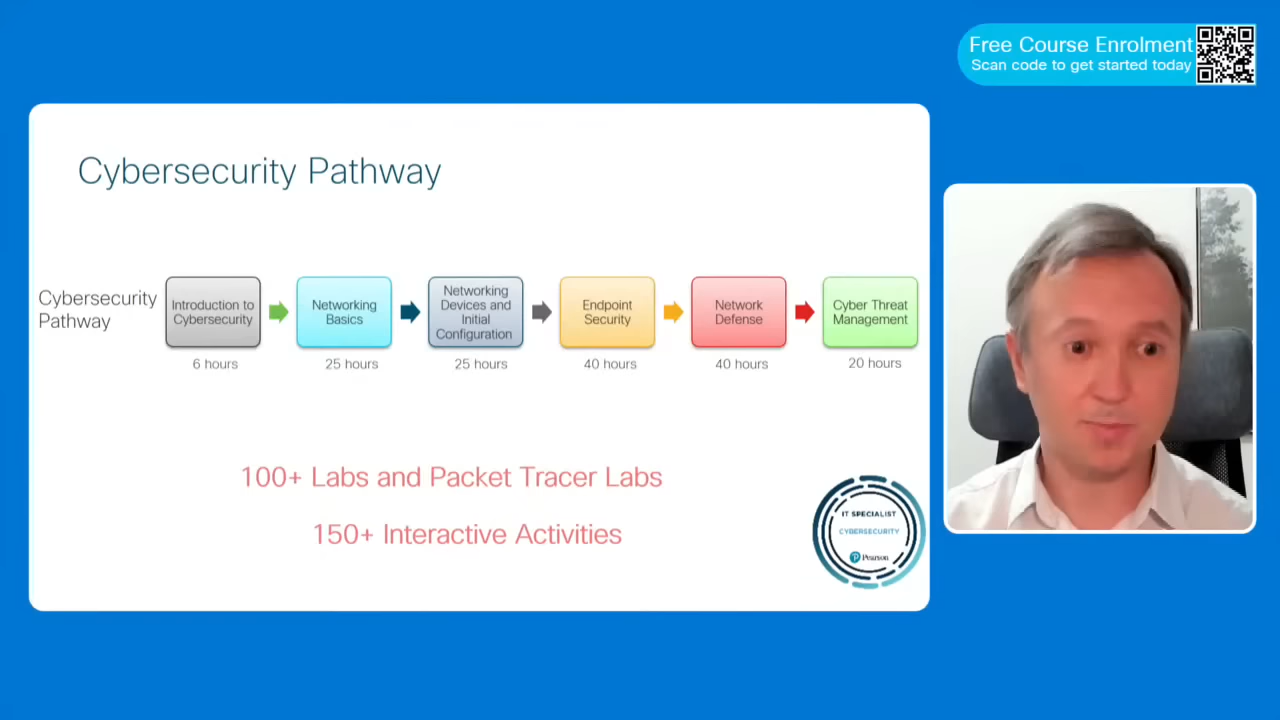 Free Course Enrolment
Scan code to get started today
Cybersecurity Pathway
Cybersecurity
Pathway
Introduction to
Cybersecurity
6 hours
Networking
Basics
25 hours
Networking
Devices and
Initial
Configuration
25 hours
Endpoint
Security
40 hours
Network
Defense
40 hours
Cyber Threat
Management
20 hours
100+ Labs and Packet Tracer Labs
150+ Interactive Activities
IT SPECIALIST
CYBERSECURITY
Pearson